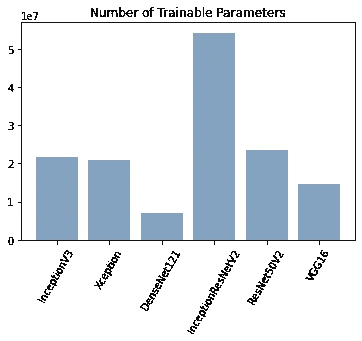 Number of Trainable Parameters
1e7
5
4
3
2
1
0
InceptionV3
Xception
DenseNet121
InceptionResNetV2
ResNet50V2
VGG16